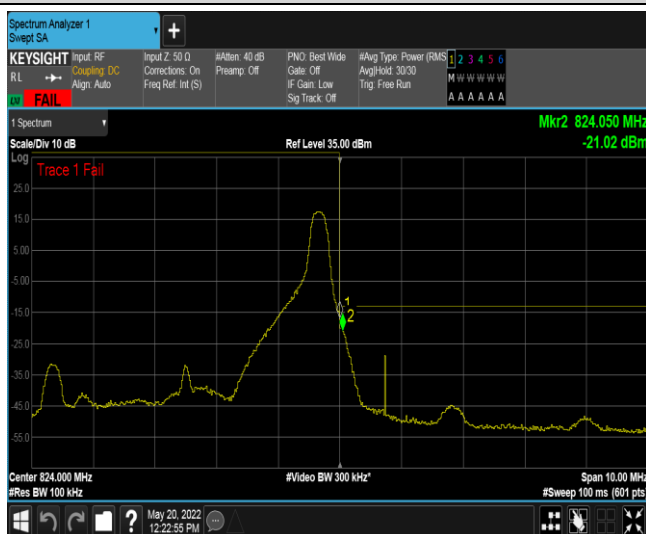 Spectrum Analyzer 1
Swept SA
+
KEYSIGHT
RL
FAIL
Input: RF
Coupling: DC
Align: Auto
Input Z: 50 Ω
Corrections: On
Freq Ref: Int (S)
#Atten: 40 dB
Preamp: Off
PNO: Best Wide
Gate: Off
IF Gain: Low
Sig Track: Off
#Avg Type: Power (RMS
Avg|Hold: 30/30
Trig: Free Run
1 2 3 4 5 6
M W W W W W
A A A A A A
1 Spectrum
Mkr2 824.050 MHz
Scale/Div 10 dB
Ref Level 35.00 dBm
-21.02 dBm
Log
Trace 1 Fail
25.0
15.0
5.00
-5.00
-15.0
-25.0
-35.0
-45.0
-55.0
1
2
Center 824.000 MHz
#Video BW 300 kHz*
Span 10.00 MHz
#Res BW 100 kHz
#Sweep 100 ms (601 pts)
?
May 20, 2022
12:22:55 PM